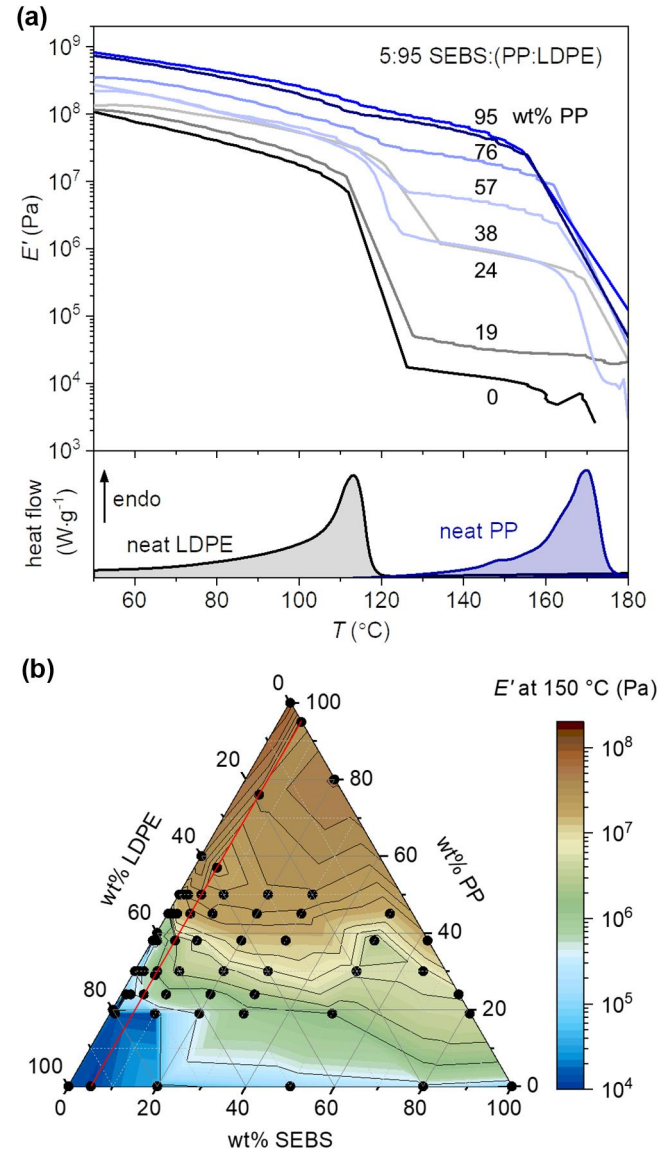 (a)
5:95 SEBS:(PP:LDPE)
10⁹
10⁸
10⁷
10⁶
10⁵
10⁴
10³
E′ (Pa)
95 wt% PP
76
57
38
24
19
0
heat flow
(W·g⁻¹)
endo
neat LDPE
neat PP
60 80 100 120 140 160 180
T (°C)
(b)
E′ at 150 °C (Pa)
0 100
20 80
40 60
60 40
80 20
100 0
wt% LDPE
wt% PP
0 20 40 60 80 100
wt% SEBS
10⁸
10⁷
10⁶
10⁵
10⁴